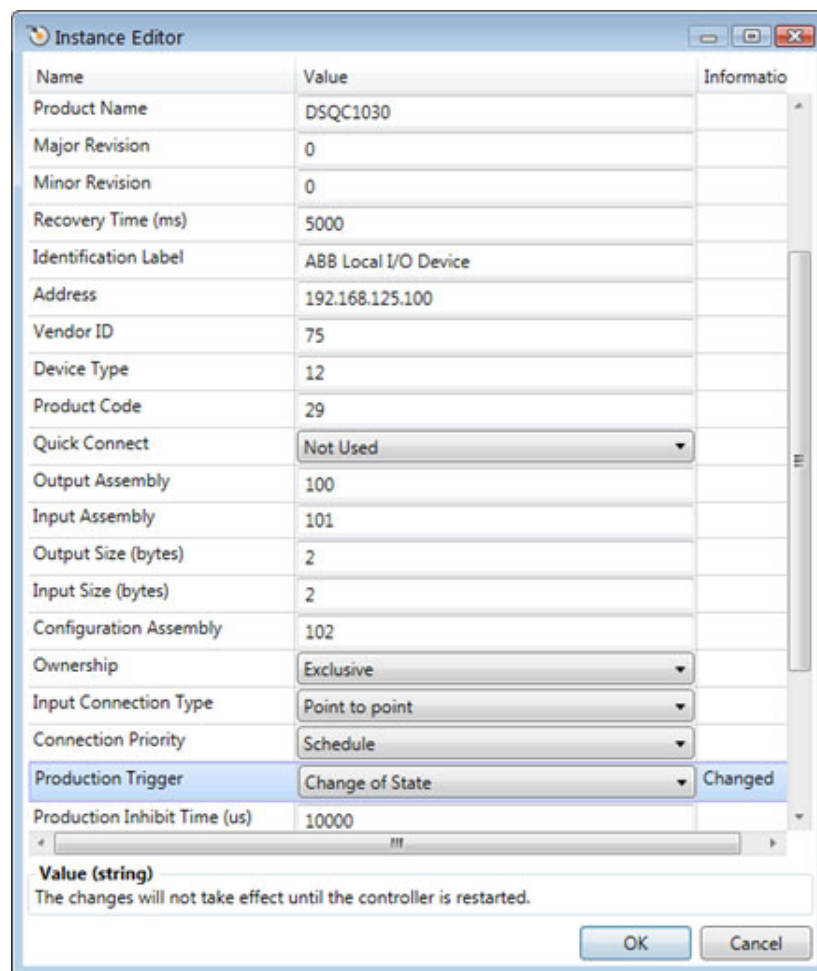 Instance Editor
Name Value Informatio
Product Name DSQC1030
Major Revision 0
Minor Revision 0
Recovery Time (ms) 5000
Identification Label ABB Local I/O Device
Address 192.168.125.100
Vendor ID 75
Device Type 12
Product Code 29
Quick Connect Not Used
Output Assembly 100
Input Assembly 101
Output Size (bytes) 2
Input Size (bytes) 2
Configuration Assembly 102
Ownership Exclusive
Input Connection Type Point to point
Connection Priority Schedule
Production Trigger Change of State Changed
Production Inhibit Time (us) 10000
Value (string)
The changes will not take effect until the controller is restarted.
OK Cancel